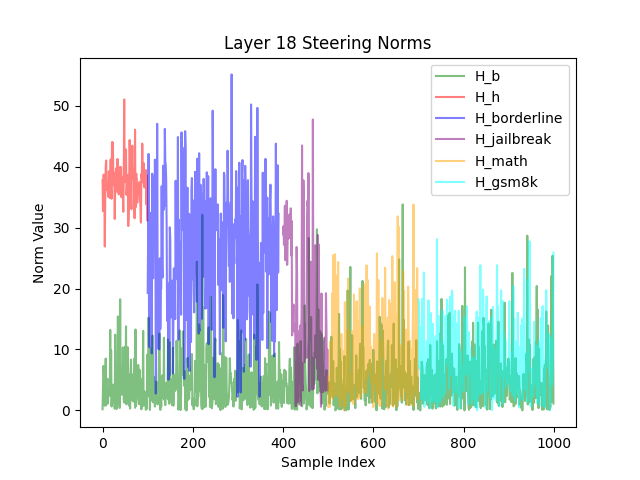 Layer 18 Steering Norms
H_b
H_h
H_borderline
H_jailbreak
H_math
H_gsm8k
Norm Value
50
40
30
20
10
0
0
200
400
600
800
1000
Sample Index